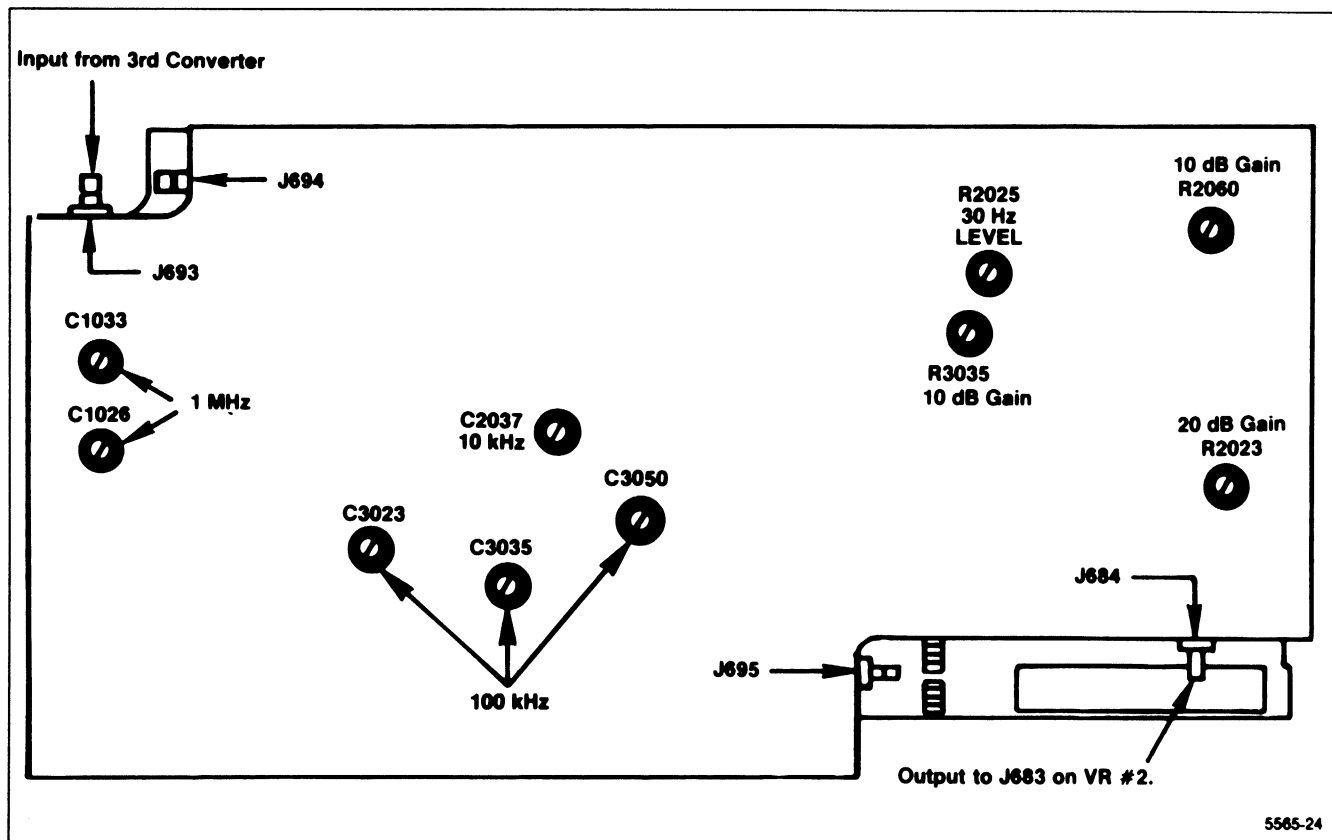 Input from 3rd Converter
J694
J693
10 dB Gain
R2060
R2025
30 Hz
LEVEL
C1033
1 MHz
C1026
R3035
10 dB Gain
C2037
10 kHz
20 dB Gain
R2023
C3050
C3023
C3035
J684
J695
100 kHz
Output to J683 on VR #2.
5565-24